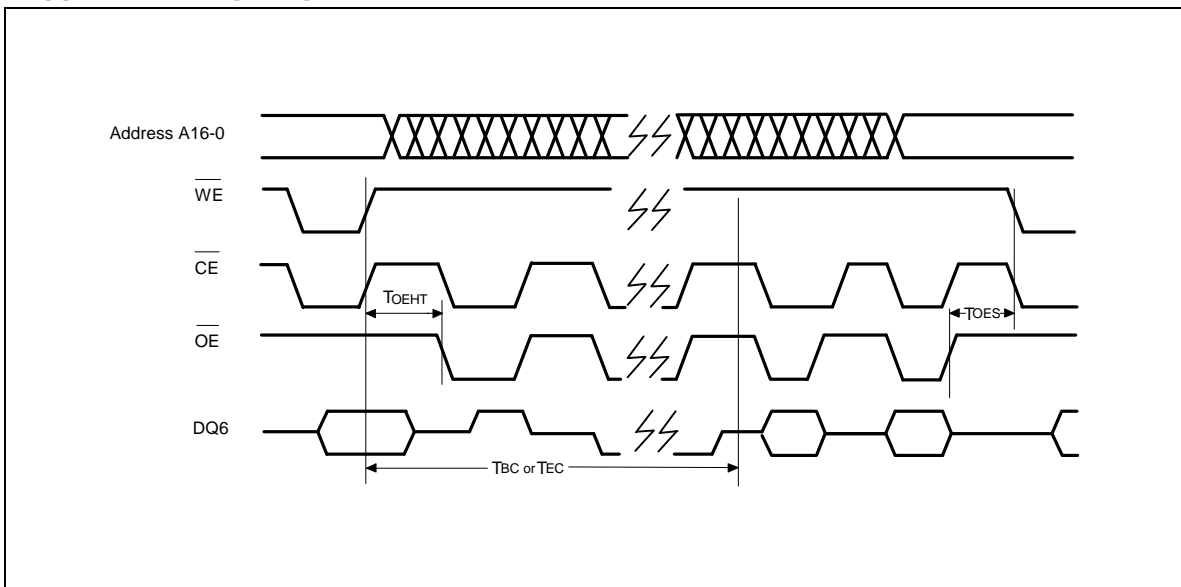 Address A16-0
WE
CE
TOEHT
TOES
OE
DQ6
TBC or TEC